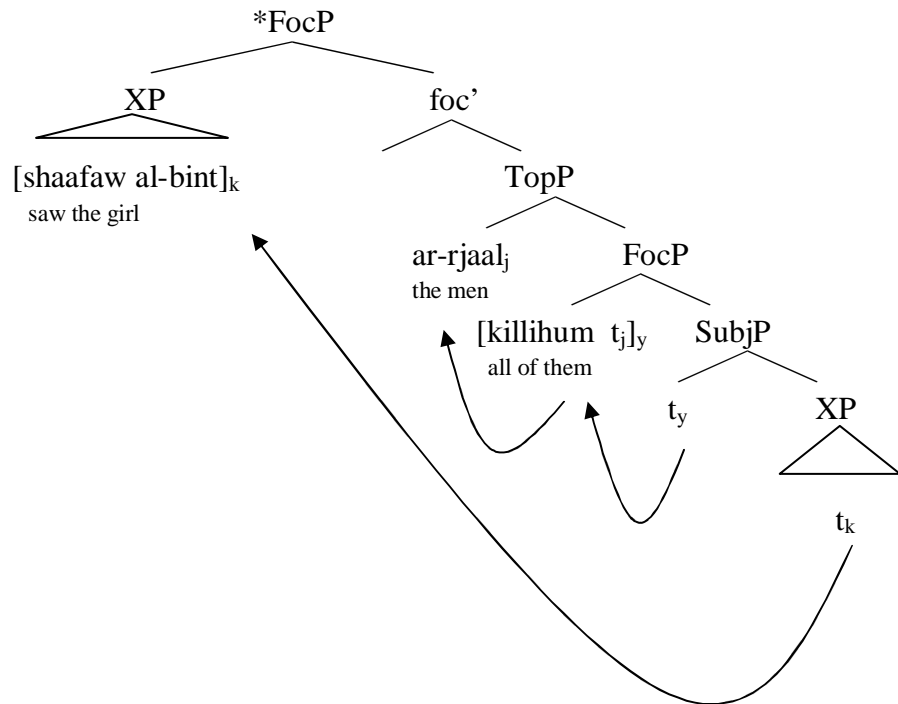 *FocP
XP foc’
[shaafaw al-bint]k TopP
saw the girl
ar-rjaalj FocP
the men
[killihum tj]y SubjP
all of them
ty XP
tk